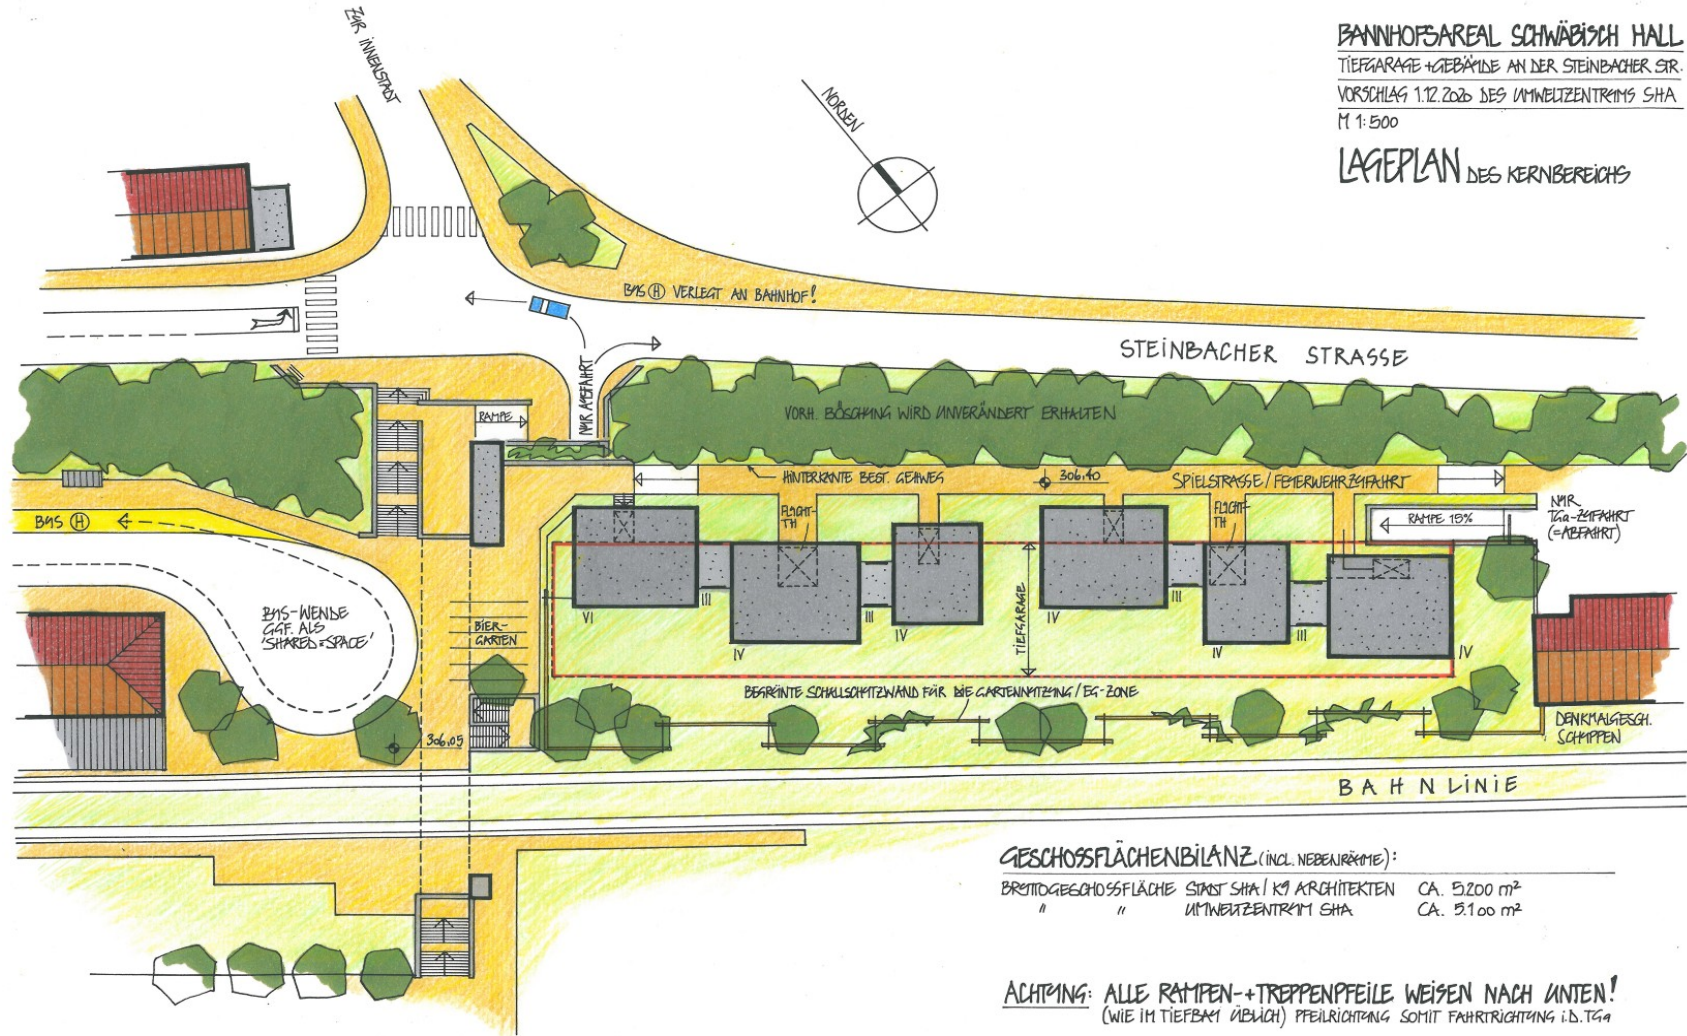 ZUR INNENSTADT
BAHNHOFSAREAL SCHWÄBISCH HALL
TIEFGARAGE + GEBÄUDE AN DER STEINBACHER STR.
VORSCHLAG 1.12.2020 DES UMWELTZENTRUMS SHA
M 1:500
LAGEPLAN DES KERNBEREICHS
NORDEN
BUS H VERLEGT AN BAHNHOF!
STEINBACHER STRASSE
NUR AUSFAHRT
RAMPE
VORH. BÖSCHUNG WIRD UNVERÄNDERT ERHALTEN
HINTERKANTE BEST. GEHWEG
306.40
SPIELSTRASSE / FEUERWEHRZUFAHRT
BUS H
FLUCHT-
TH
FLUCHT-
TH
RAMPE 15%
NUR
TGa-ZUFAHRT
(=ABFAHRT)
BUS-WENDE
GGF. ALS
'SHARED-SPACE'
BIER-
GARTEN
VI
III
IV
III
IV
IV
III
IV
III
IV
TIEFGARAGE
BEGRÜNTE SCHALLSCHUTZWAND FÜR DIE GARTENNUTZUNG / EG-ZONE
306.05
DENKMALGESCH.
SCHUPPEN
BAHNLINIE
GESCHOSSFLÄCHENBILANZ (INCL. NEBENRÄUME):
BRUTTOGESCHOSSFLÄCHE STADT SHA / K9 ARCHITEKTEN CA. 5.200 m²
" " UMWELTZENTRUM SHA CA. 5.100 m²
ACHTUNG: ALLE RAMPEN- + TREPPENPFEILE WEISEN NACH UNTEN!
(WIE IM TIEFBAU ÜBLICH) PFEILRICHTUNG SOMIT FAHRTRICHTUNG i.D. TGa